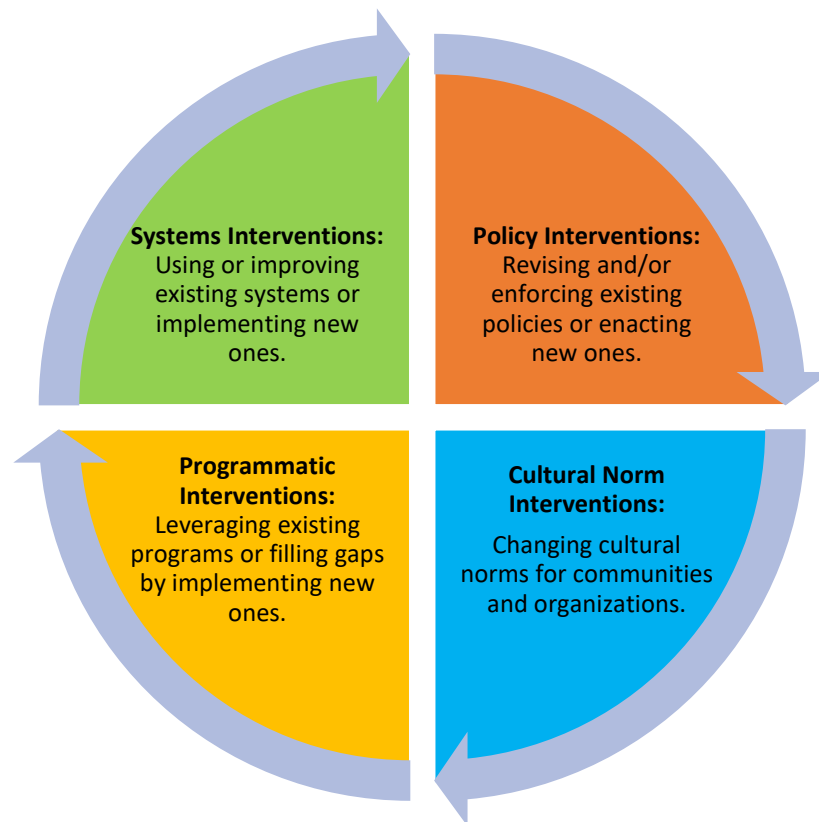 Systems Interventions:
Using or improving
existing systems or
implementing new
ones.
Policy Interventions:
Revising and/or
enforcing existing
policies or enacting
new ones.
Programmatic
Interventions:
Leveraging existing
programs or filling gaps
by implementing new
ones.
Cultural Norm
Interventions:
Changing cultural
norms for communities
and organizations.